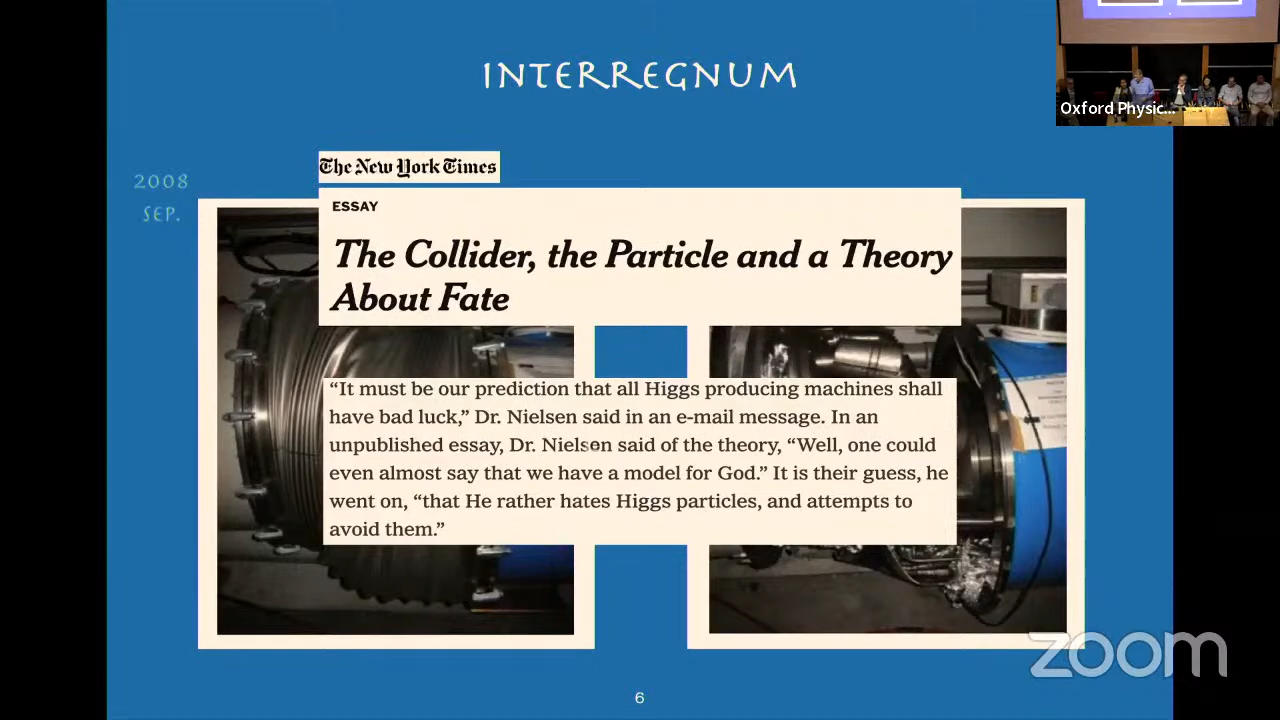 INTERREGNUM
Oxford Physic...
The New York Times
2008
SEP.
ESSAY
The Collider, the Particle and a Theory
About Fate
“It must be our prediction that all Higgs producing machines shall
have bad luck,” Dr. Nielsen said in an e-mail message. In an
unpublished essay, Dr. Nielsen said of the theory, “Well, one could
even almost say that we have a model for God.” It is their guess, he
went on, “that He rather hates Higgs particles, and attempts to
avoid them.”
zoom
6